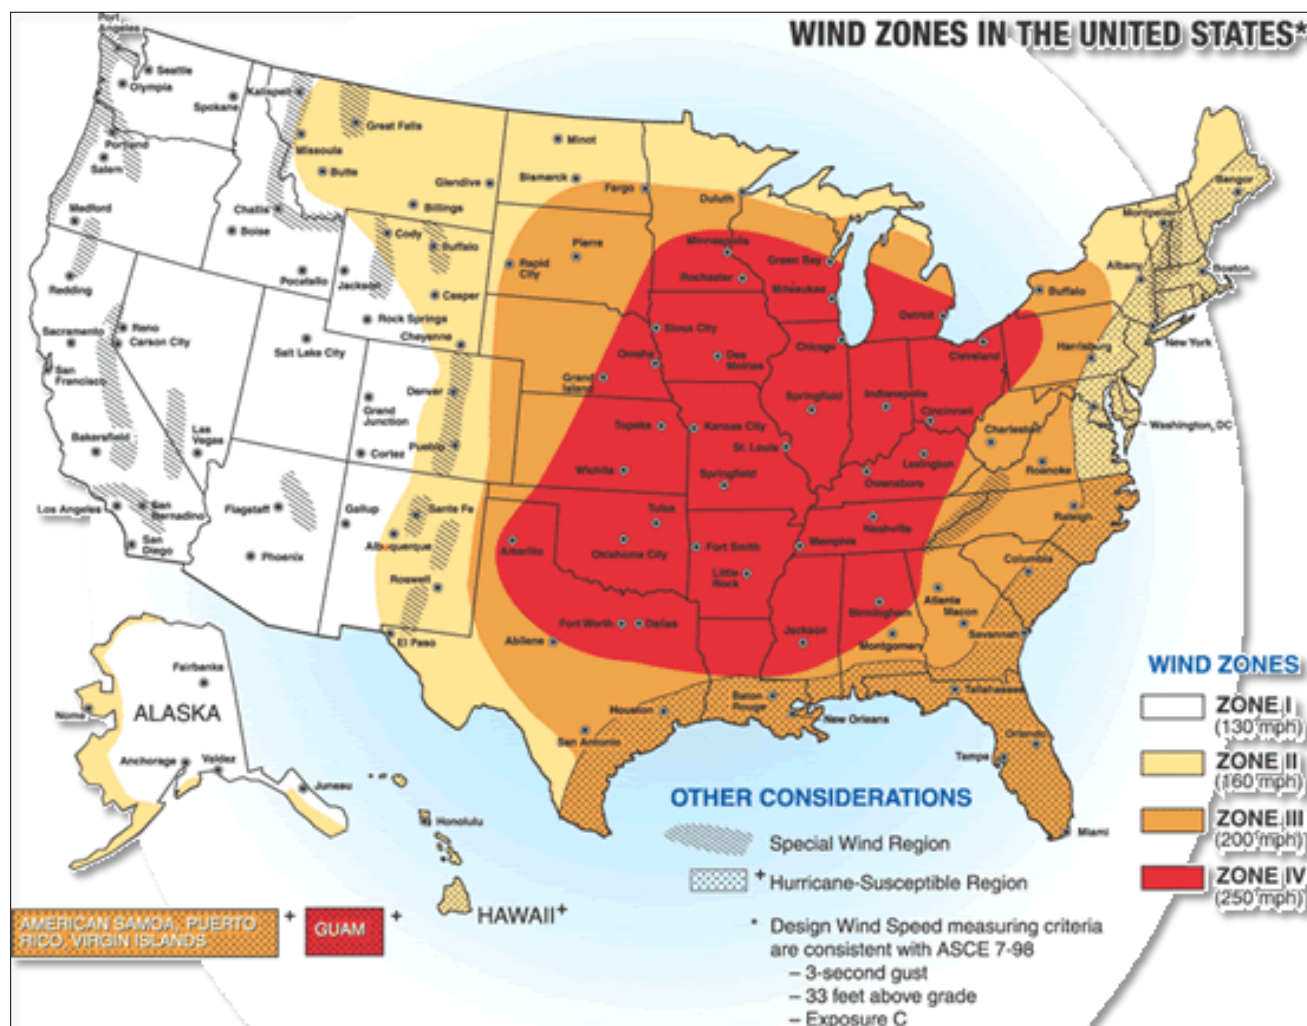 WIND ZONES IN THE UNITED STATES*
Port
Angeles
Seattle
Olympia
Spokane
Kalispell
Great Falls
Minot
Portland
Missoula
Salem
Butte
Glendive
Bismarck
Fargo
Duluth
Bangor
Medford
Challis
Billings
Montpelier
Boise
Cody
Buffalo
Pierre
Minneapolis
Rapid
City
Green Bay
Albany
Boston
Redding
Pocatello
Jackson
Rochester
Buffalo
Casper
Milwaukee
Rock Springs
Detroit
Sacramento
Reno
Carson City
Salt Lake City
Cheyenne
Sioux City
Chicago
Cleveland
Harrisburg
New York
San
Francisco
Omaha
Des
Moines
Grand
Island
Denver
Grand
Junction
Springfield
Indianapolis
Cincinnati
Washington, DC
Bakersfield
Las
Vegas
Pueblo
Topeka
Kansas City
St. Louis
Charleston
Cortez
Lexington
Roanoke
Wichita
Springfield
Owensboro
Los Angeles
San
Bernadino
Flagstaff
Gallup
Sante Fe
Tulsa
Nashville
Raleigh
San
Diego
Phoenix
Albuquerque
Amarillo
Oklahoma City
Fort Smith
Memphis
Columbia
Roswell
Little
Rock
Atlanta
Macon
Birmingham
El Paso
Fort Worth
Dallas
Abilene
Jackson
Montgomery
Savannah
Fairbanks
Houston
Baton
Rouge
Tallahassee
Nome
ALASKA
New Orleans
San Antonio
Orlando
Tampa
Anchorage
Valdez
Juneau
Honolulu
Miami
HAWAII+
WIND ZONES
ZONE I
(130 mph)
ZONE II
(160 mph)
ZONE III
(200 mph)
ZONE IV
(250 mph)
OTHER CONSIDERATIONS
Special Wind Region
+ Hurricane-Susceptible Region
* Design Wind Speed measuring criteria
are consistent with ASCE 7-98
– 3-second gust
– 33 feet above grade
– Exposure C
AMERICAN SAMOA, PUERTO
RICO, VIRGIN ISLANDS
+
GUAM
+